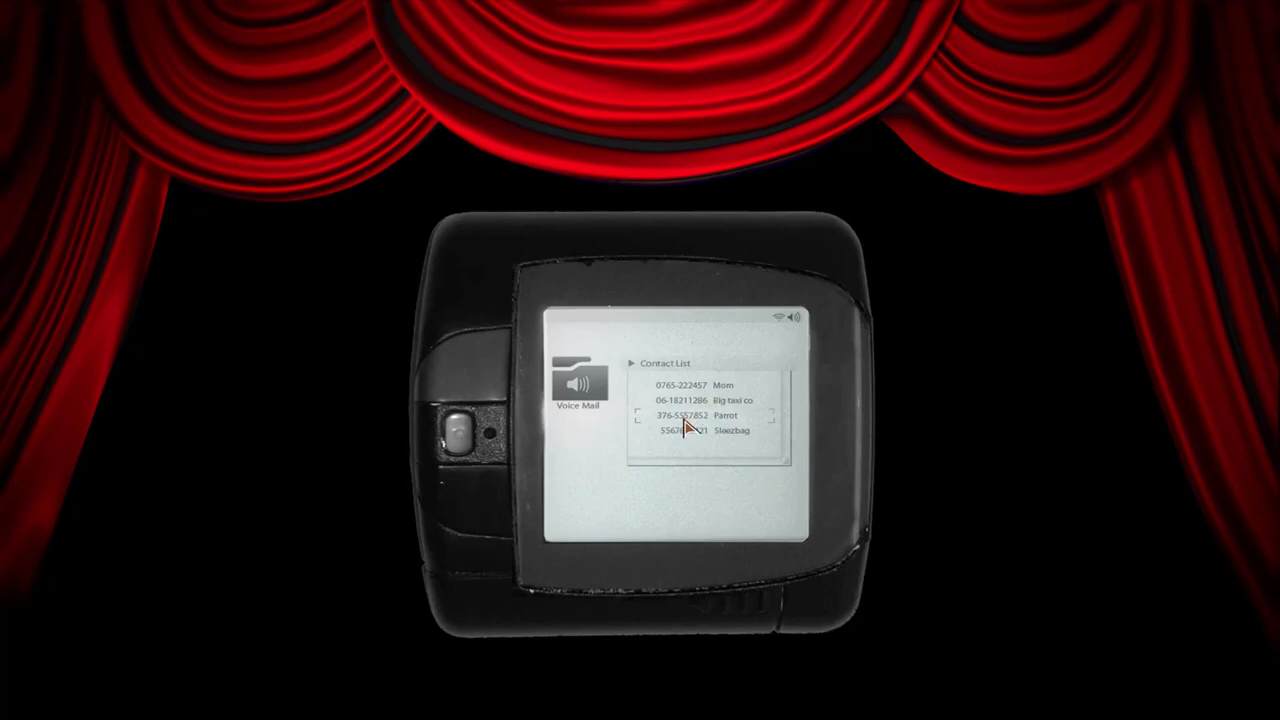 Contact List
Voice Mail
0765-222457 Mom
06-18211286 Big taxi co
376-5557852 Parrot
Sleezbag